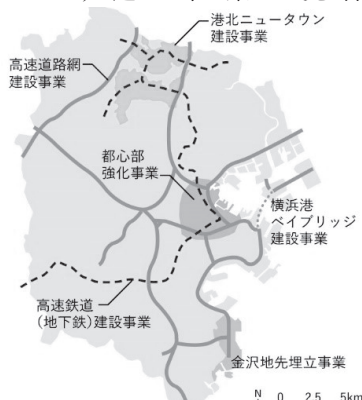 港北ニュータウン
建設事業
高速道路網
建設事業
都心部
強化事業
横浜港
ベイブリッジ
建設事業
高速鉄道
(地下鉄)建設事業
金沢地先埋立事業
N 0 2.5 5km